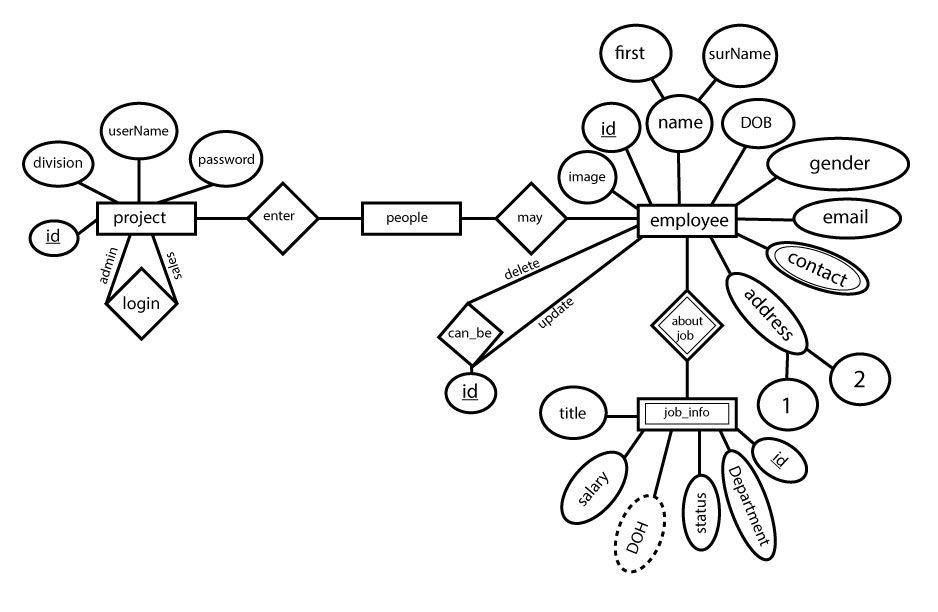 first
surName
id
name
DOB
userName
division
password
image
gender
id
project
enter
people
may
employee
email
admin
sales
login
delete
update
can_be
id
contact
address
about
job
1
2
title
job_info
id
salary
DOH
status
Department